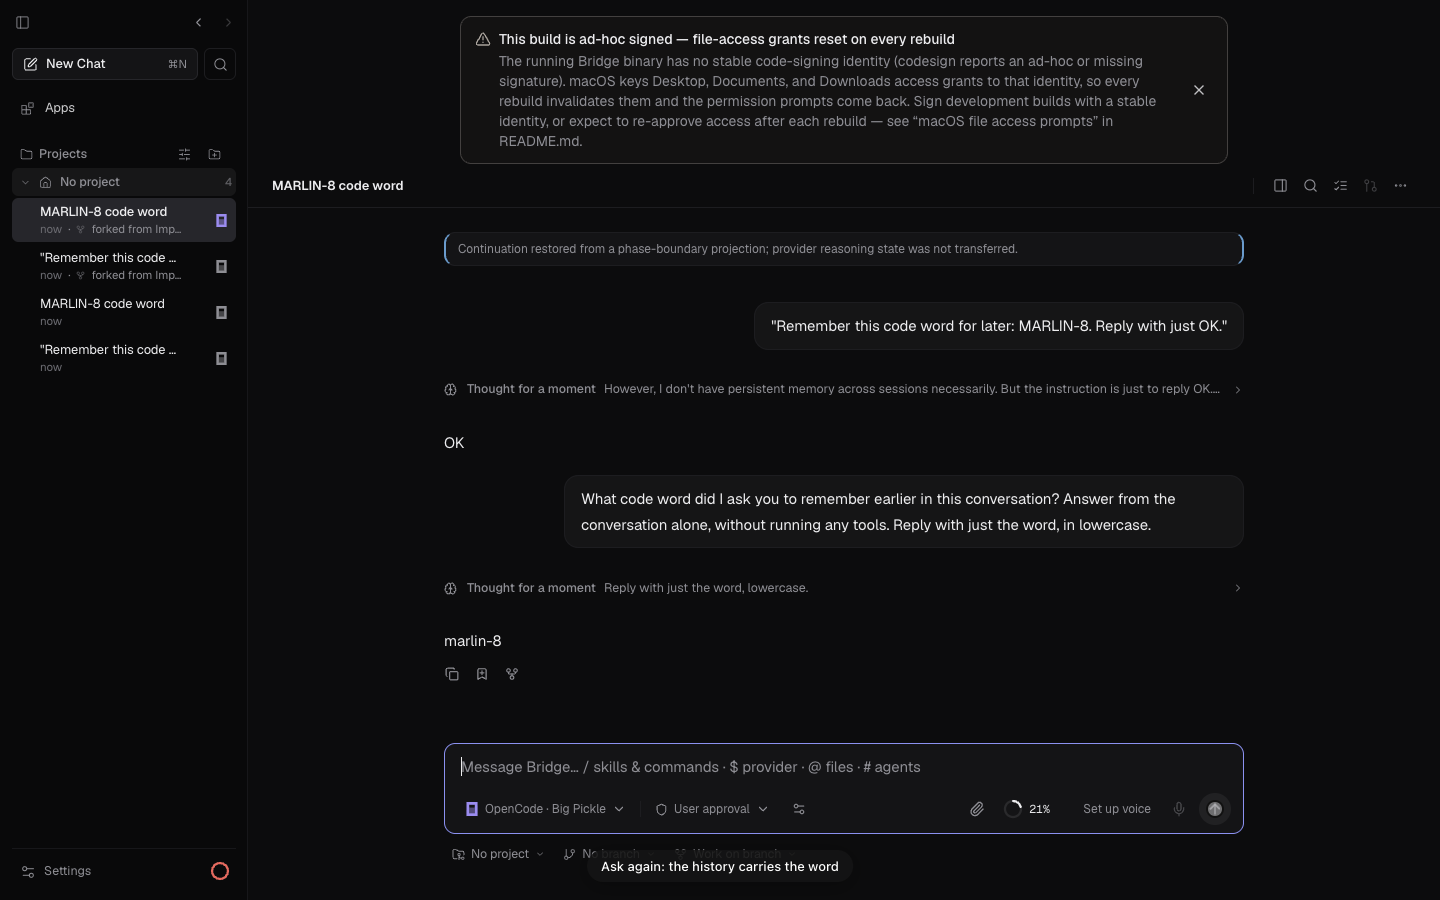 New Chat
⌘N
Apps
Projects
No project
4
MARLIN-8 code word
now · forked from Imp...
"Remember this code ...
now · forked from Imp...
MARLIN-8 code word
now
"Remember this code ...
now
Settings
This build is ad-hoc signed — file-access grants reset on every rebuild
The running Bridge binary has no stable code-signing identity (codesign reports an ad-hoc or missing
signature). macOS keys Desktop, Documents, and Downloads access grants to that identity, so every
rebuild invalidates them and the permission prompts come back. Sign development builds with a stable
identity, or expect to re-approve access after each rebuild — see “macOS file access prompts” in
README.md.
MARLIN-8 code word
Continuation restored from a phase-boundary projection; provider reasoning state was not transferred.
"Remember this code word for later: MARLIN-8. Reply with just OK."
Thought for a moment However, I don't have persistent memory across sessions necessarily. But the instruction is just to reply OK....
OK
What code word did I ask you to remember earlier in this conversation? Answer from the
conversation alone, without running any tools. Reply with just the word, in lowercase.
Thought for a moment Reply with just the word, lowercase.
marlin-8
Message Bridge... / skills & commands · $ provider · @ files · # agents
OpenCode · Big Pickle
User approval
21%
Set up voice
No project
No branch
Work on branch
Ask again: the history carries the word